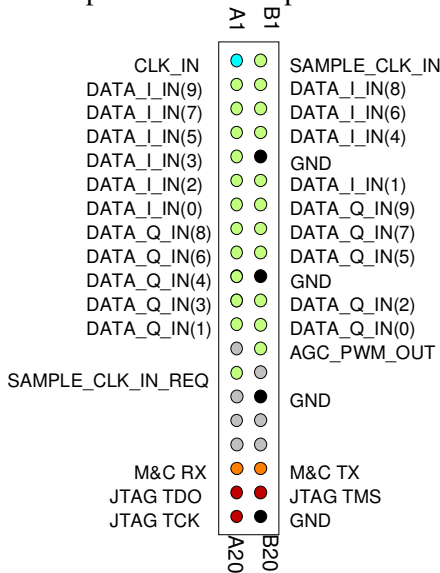 A1 B1
CLK_IN SAMPLE_CLK_IN
DATA_I_IN(9) DATA_I_IN(8)
DATA_I_IN(7) DATA_I_IN(6)
DATA_I_IN(5) DATA_I_IN(4)
DATA_I_IN(3) GND
DATA_I_IN(2) DATA_I_IN(1)
DATA_I_IN(0) DATA_Q_IN(9)
DATA_Q_IN(8) DATA_Q_IN(7)
DATA_Q_IN(6) DATA_Q_IN(5)
DATA_Q_IN(4) GND
DATA_Q_IN(3) DATA_Q_IN(2)
DATA_Q_IN(1) DATA_Q_IN(0)
AGC_PWM_OUT
SAMPLE_CLK_IN_REQ
GND
M&C RX M&C TX
JTAG TDO JTAG TMS
JTAG TCK GND
A20 B20